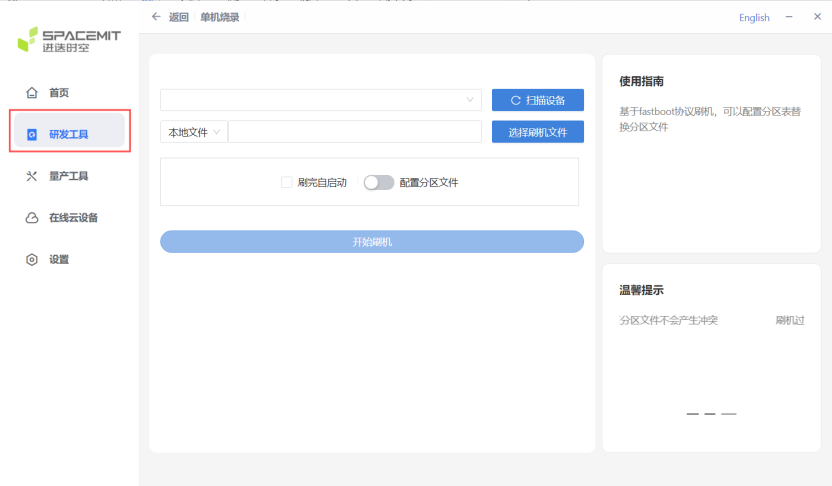 ← 返回 单机烧录
English
SPACEMIT
进迭时空
首页
研发工具
量产工具
在线云设备
设置
扫描设备
本地文件
选择刷机文件
刷完自启动
配置分区文件
开始刷机
使用指南
基于fastboot协议刷机，可以配置分区表替
换分区文件
温馨提示
分区文件不会产生冲突
刷机过